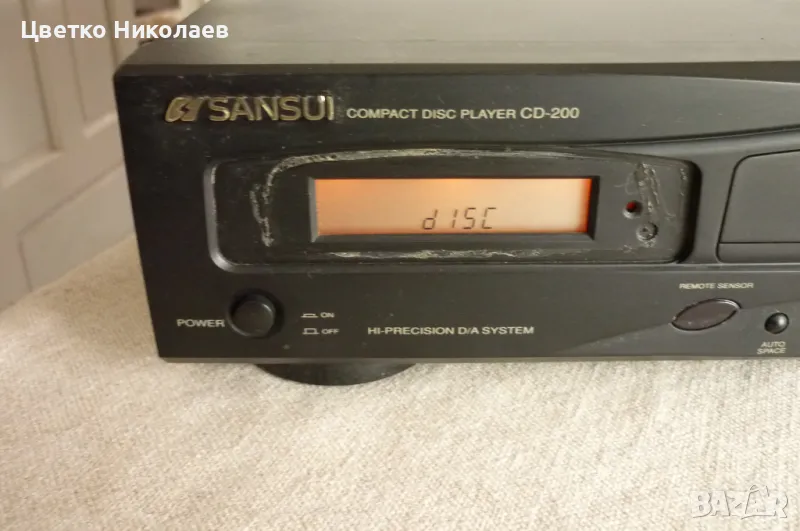 Цветко Николаев
SANSUI COMPACT DISC PLAYER CD-200
dISC
REMOTE SENSOR
POWER
ON
OFF
HI-PRECISION D/A SYSTEM
AUTO
SPACE
BAZAR